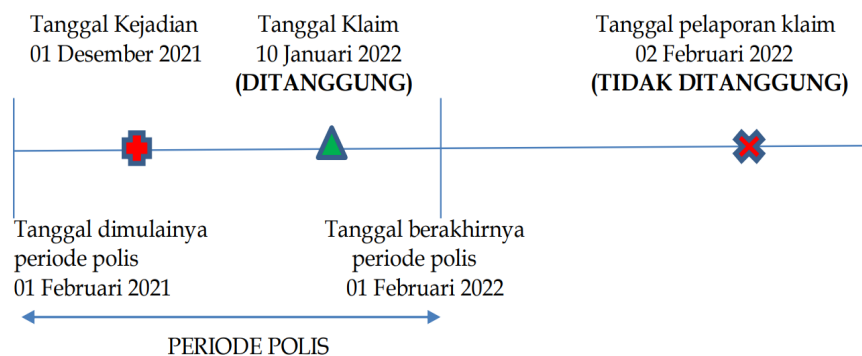 Tanggal Kejadian
01 Desember 2021
Tanggal Klaim
10 Januari 2022
(DITANGGUNG)
Tanggal pelaporan klaim
02 Februari 2022
(TIDAK DITANGGUNG)
Tanggal dimulainya
periode polis
01 Februari 2021
Tanggal berakhirnya
periode polis
01 Februari 2022
PERIODE POLIS